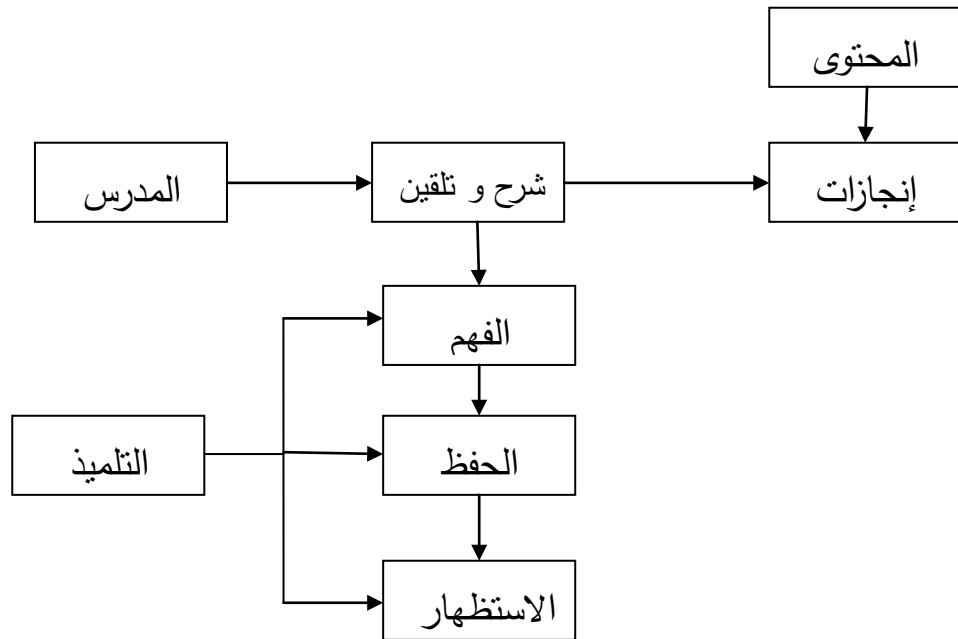 المحتوى
إنجازات
شرح و تلقين
المدرس
الفهم
الحفظ
التلميذ
الاستظهار